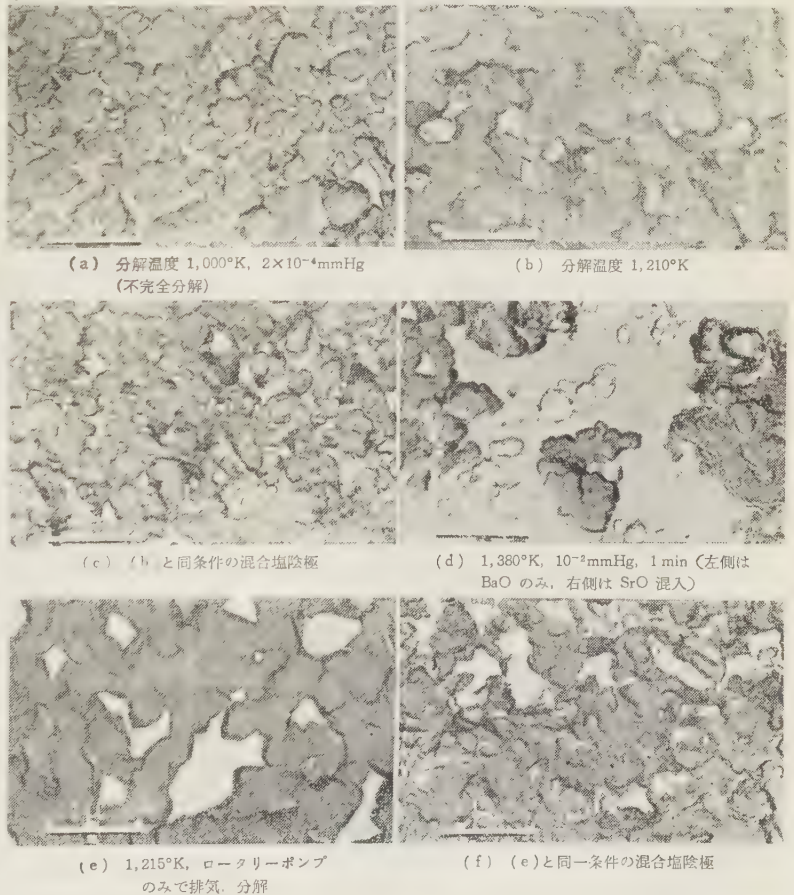 (a) 分解温度 1,000°K, 2×10⁻⁴mmHg
(不完全分解)
(b) 分解温度 1,210°K
(c) (b と同条件の混合塩陰極
(d) 1,380°K, 10⁻²mmHg, 1 min (左側は
BaO のみ, 右側は SrO 混入)
(e) 1,215°K, ロータリーポンプ
のみで排気, 分解
(f) (e)と同一条件の混合塩陰極